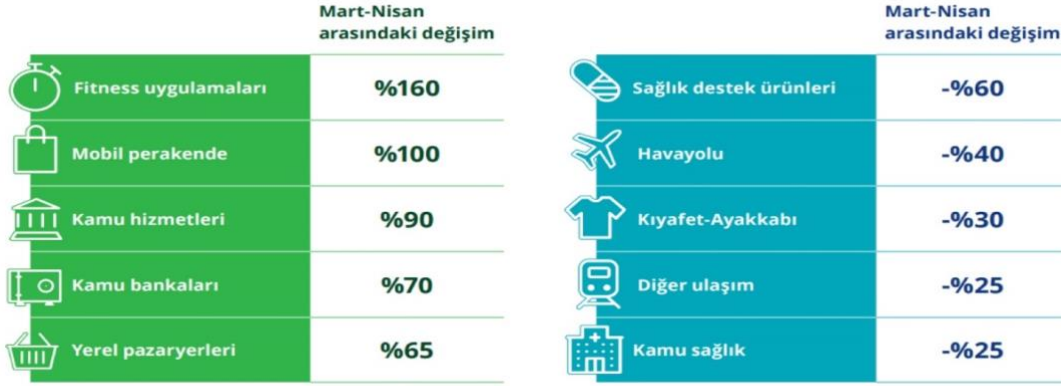 Mart-Nisan
arasındaki değişim
Fitness uygulamaları %160
Mobil perakende %100
Kamu hizmetleri %90
Kamu bankaları %70
Yerel pazaryerleri %65
Mart-Nisan
arasındaki değişim
Sağlık destek ürünleri -%60
Havayolu -%40
Kıyafet-Ayakkabı -%30
Diğer ulaşım -%25
Kamu sağlık -%25